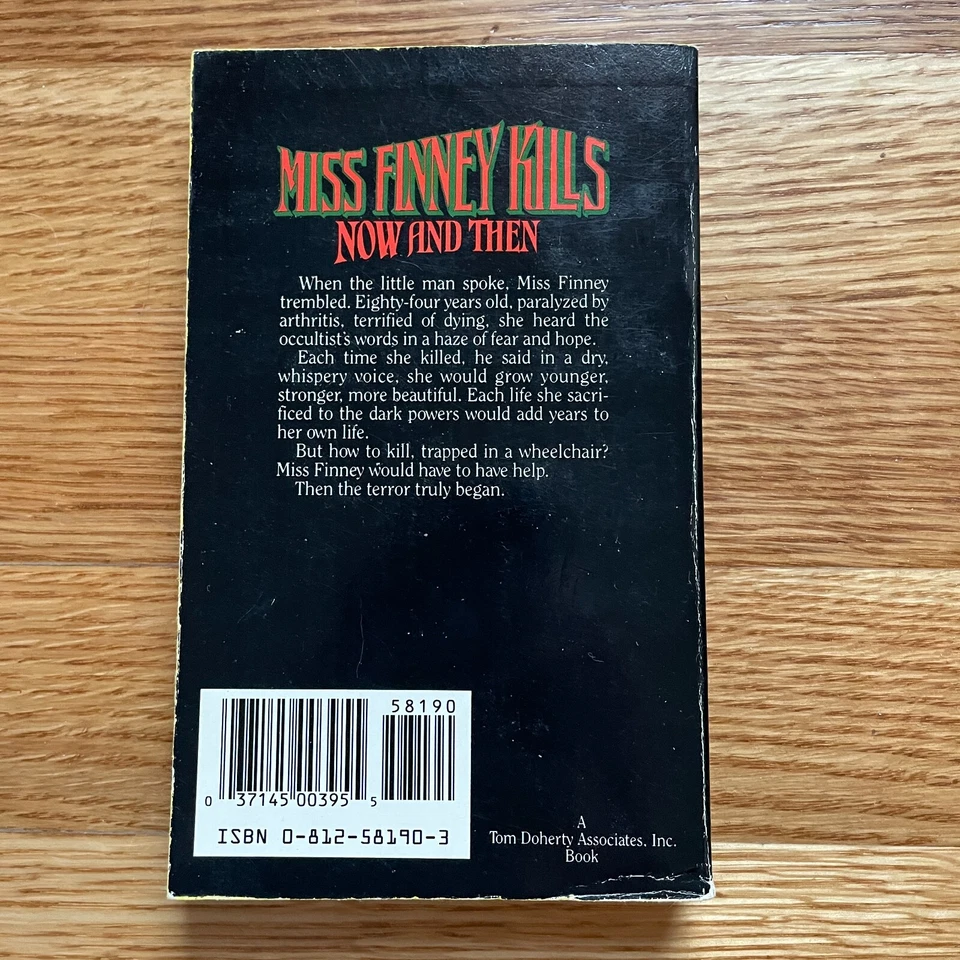 MISS FINNEY KILLS
NOW AND THEN
When the little man spoke, Miss Finney
trembled. Eighty-four years old, paralyzed by
arthritis, terrified of dying, she heard the
occultist's words in a haze of fear and hope.
Each time she killed, he said in a dry,
whispery voice, she would grow younger,
stronger, more beautiful. Each life she sacri-
ficed to the dark powers would add years to
her own life.
But how to kill, trapped in a wheelchair?
Miss Finney would have to have help.
Then the terror truly began.
58190
0 37145 00395 5
ISBN 0-812-58190-3
A
Tom Doherty Associates, Inc.
Book